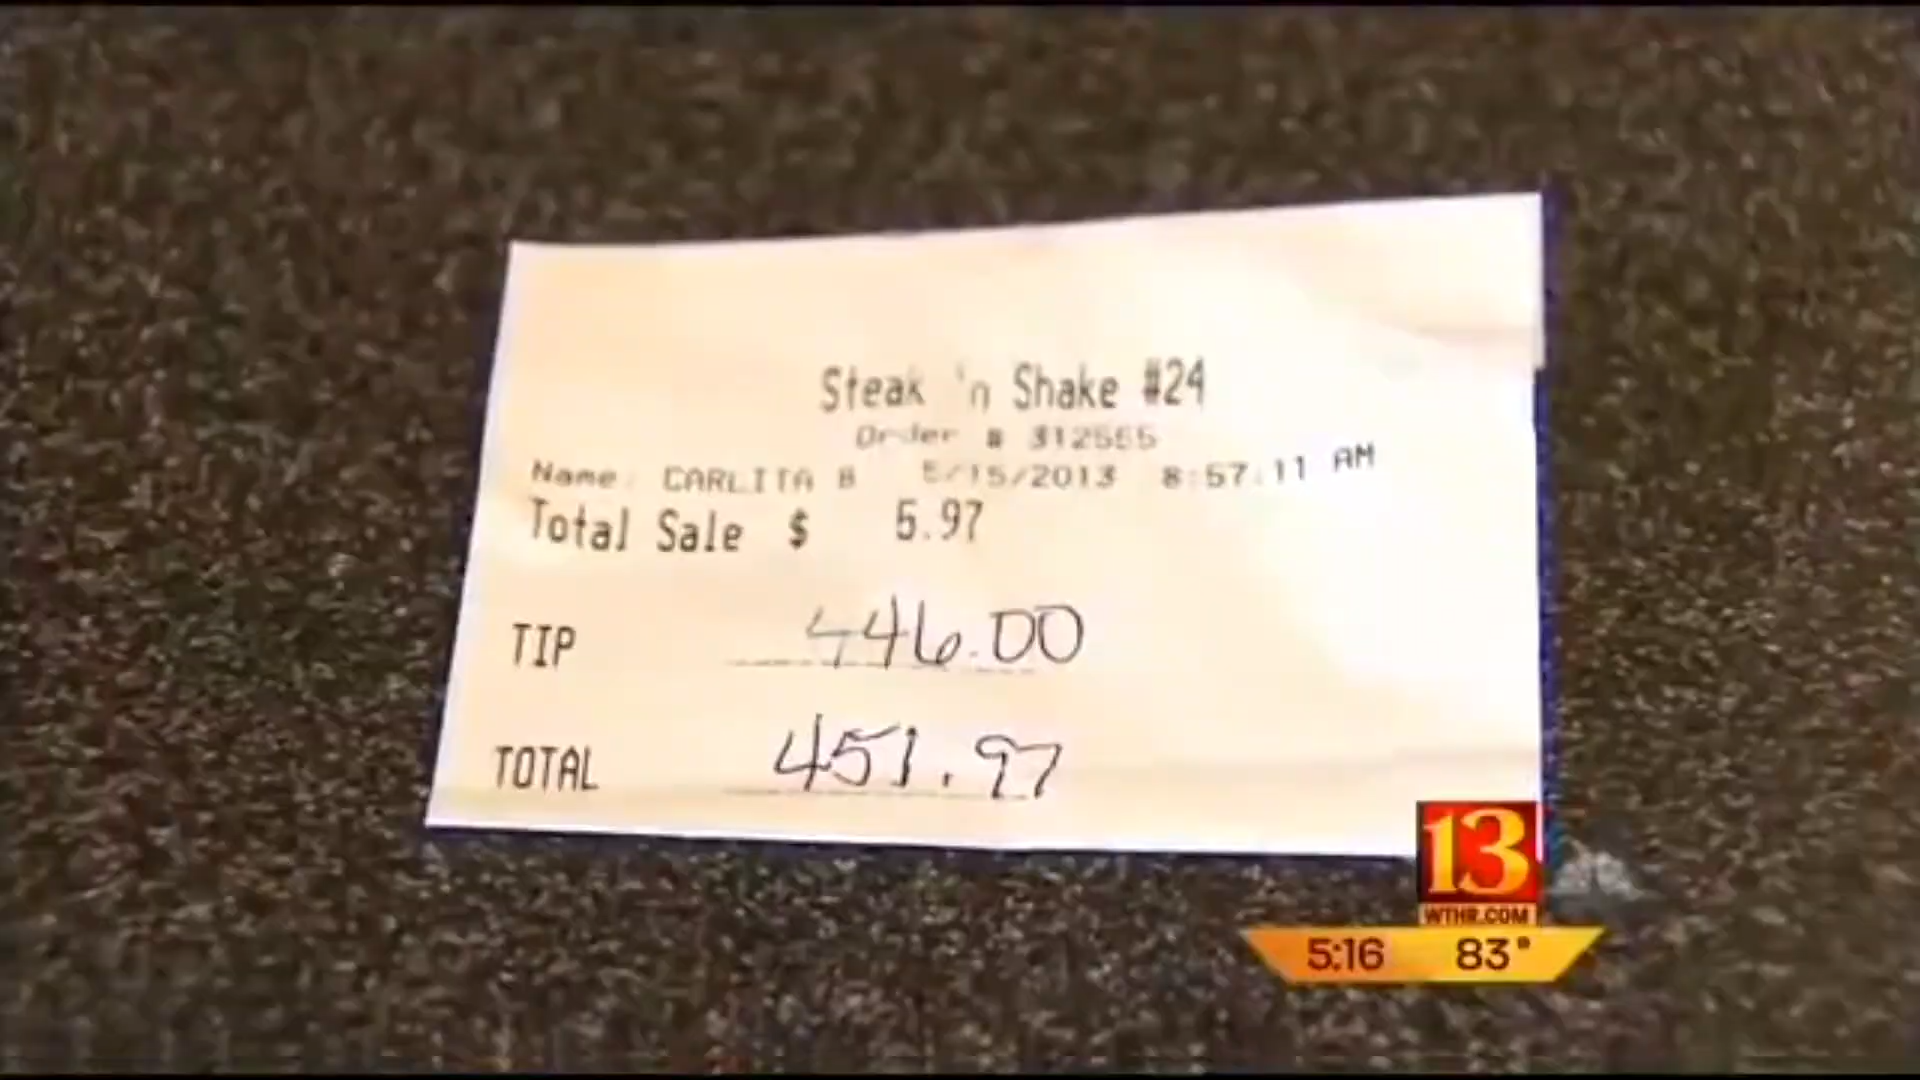 Steak 'n Shake #24
Order # 312565
Name: CARLITA B 5/15/2013 8:57:11 AM
Total Sale $ 5.97
TIP 446.00
TOTAL 451.97
13
WTHR.COM
5:16 83°